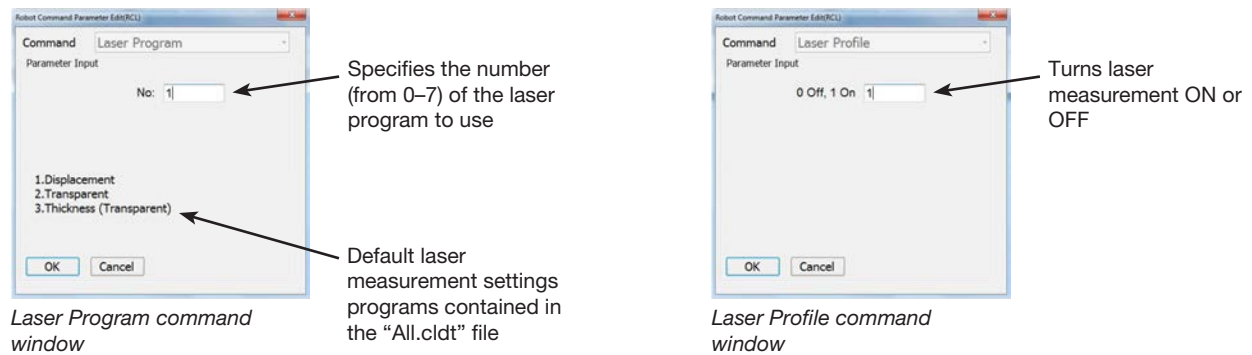 Robot Command Parameter Edit(RCL)
Command Laser Program
Parameter Input
No: 1
1.Displacement
2.Transparent
3.Thickness (Transparent)
OK Cancel
Laser Program command
window
Specifies the number
(from 0–7) of the laser
program to use
Default laser
measurement settings
programs contained in
the “All.cldt” file
Robot Command Parameter Edit(RCL)
Command Laser Profile
Parameter Input
0 Off, 1 On 1
OK Cancel
Laser Profile command
window
Turns laser
measurement ON or
OFF